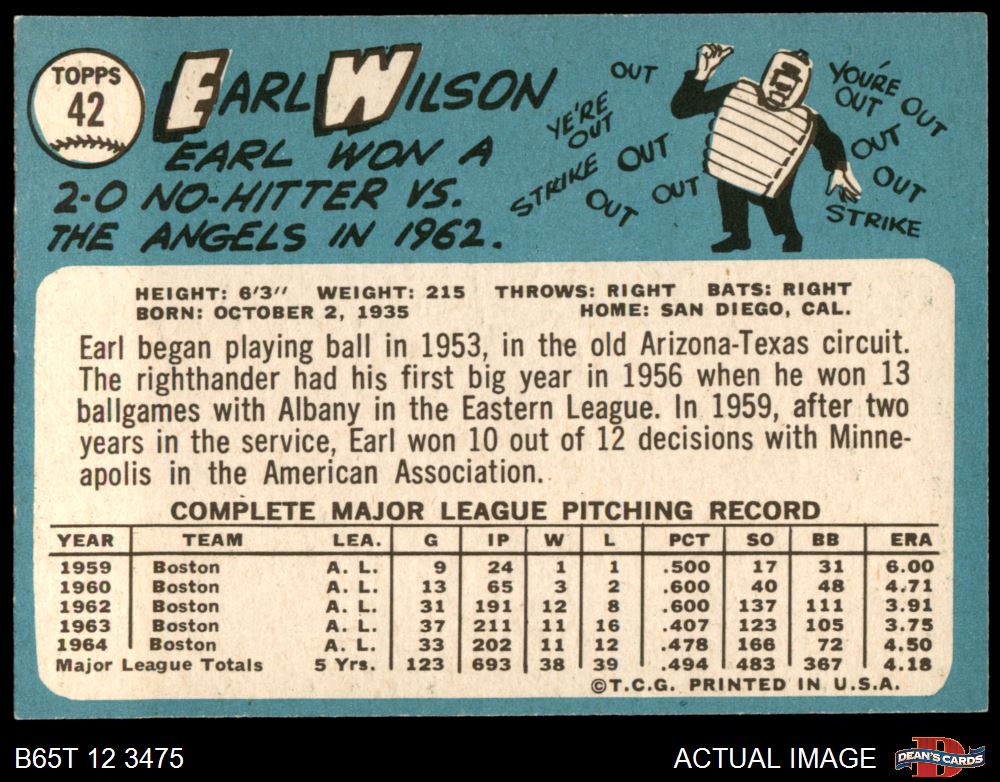 TOPPS
42
EARL WILSON
EARL WON A
2-0 NO-HITTER VS.
THE ANGELS IN 1962.
OUT
YE'RE
OUT
STRIKE
OUT
OUT
OUT
YOU'RE
OUT
OUT
OUT
OUT
STRIKE
HEIGHT: 6'3" WEIGHT: 215 THROWS: RIGHT BATS: RIGHT
BORN: OCTOBER 2, 1935 HOME: SAN DIEGO, CAL.
Earl began playing ball in 1953, in the old Arizona-Texas circuit.
The righthander had his first big year in 1956 when he won 13
ballgames with Albany in the Eastern League. In 1959, after two
years in the service, Earl won 10 out of 12 decisions with Minne-
apolis in the American Association.
COMPLETE MAJOR LEAGUE PITCHING RECORD
YEAR TEAM LEA. G IP W L PCT SO BB ERA
1959 Boston A. L. 9 24 1 1 .500 17 31 6.00
1960 Boston A. L. 13 65 3 2 .600 40 48 4.71
1962 Boston A. L. 31 191 12 8 .600 137 111 3.91
1963 Boston A. L. 37 211 11 16 .407 123 105 3.75
1964 Boston A. L. 33 202 11 12 .478 166 72 4.50
Major League Totals 5 Yrs. 123 693 38 39 .494 483 367 4.18
©T.C.G. PRINTED IN U.S.A.
B65T 12 3475 ACTUAL IMAGE
D
DEAN'S CARDS